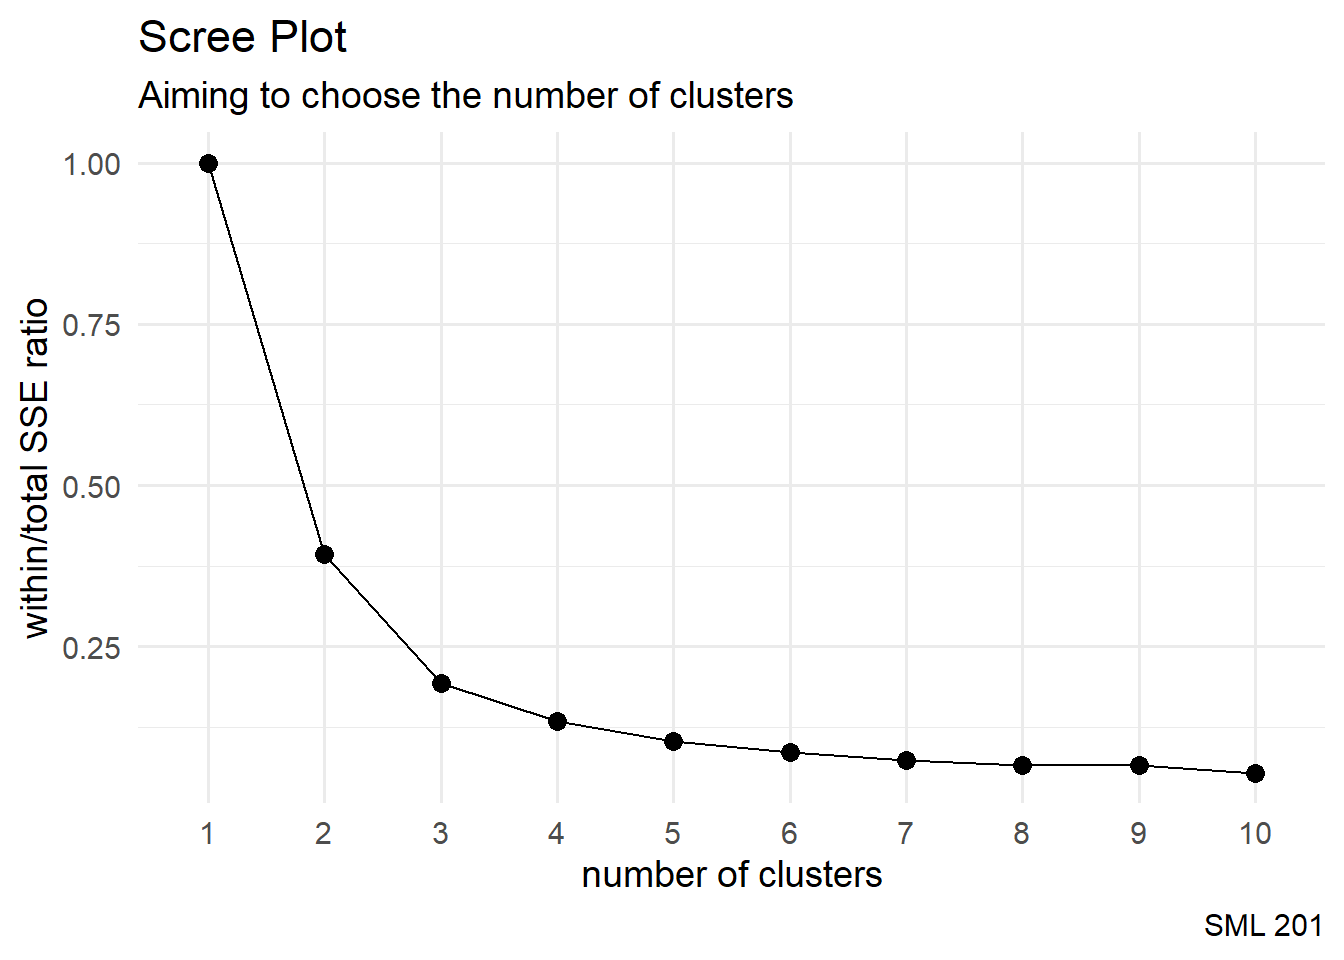 Scree Plot
Aiming to choose the number of clusters
within/total SSE ratio
1.00
0.75
0.50
0.25
1 2 3 4 5 6 7 8 9 10
number of clusters
SML 201